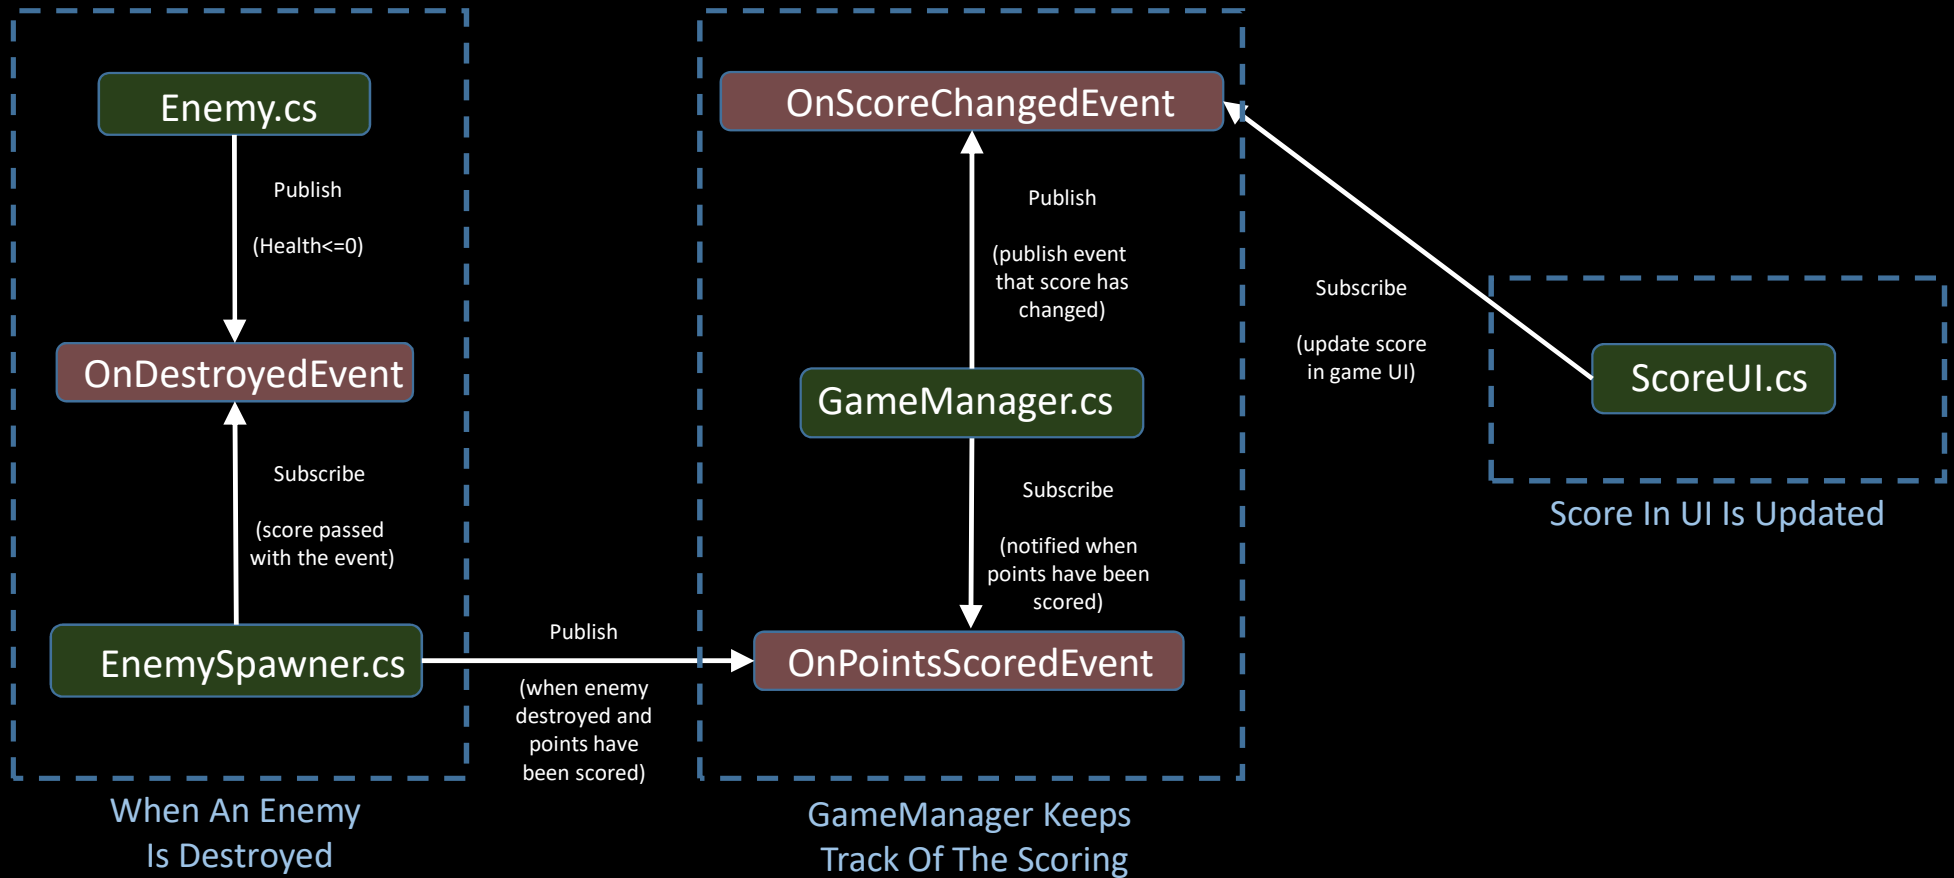 Enemy.cs
Publish
(Health<=0)
OnDestroyedEvent
Subscribe
(score passed
with the event)
EnemySpawner.cs
When An Enemy
Is Destroyed
Publish
(when enemy
destroyed and
points have
been scored)
OnScoreChangedEvent
Publish
(publish event
that score has
changed)
GameManager.cs
Subscribe
(notified when
points have been
scored)
OnPointsScoredEvent
GameManager Keeps
Track Of The Scoring
Subscribe
(update score
in game UI)
ScoreUI.cs
Score In UI Is Updated